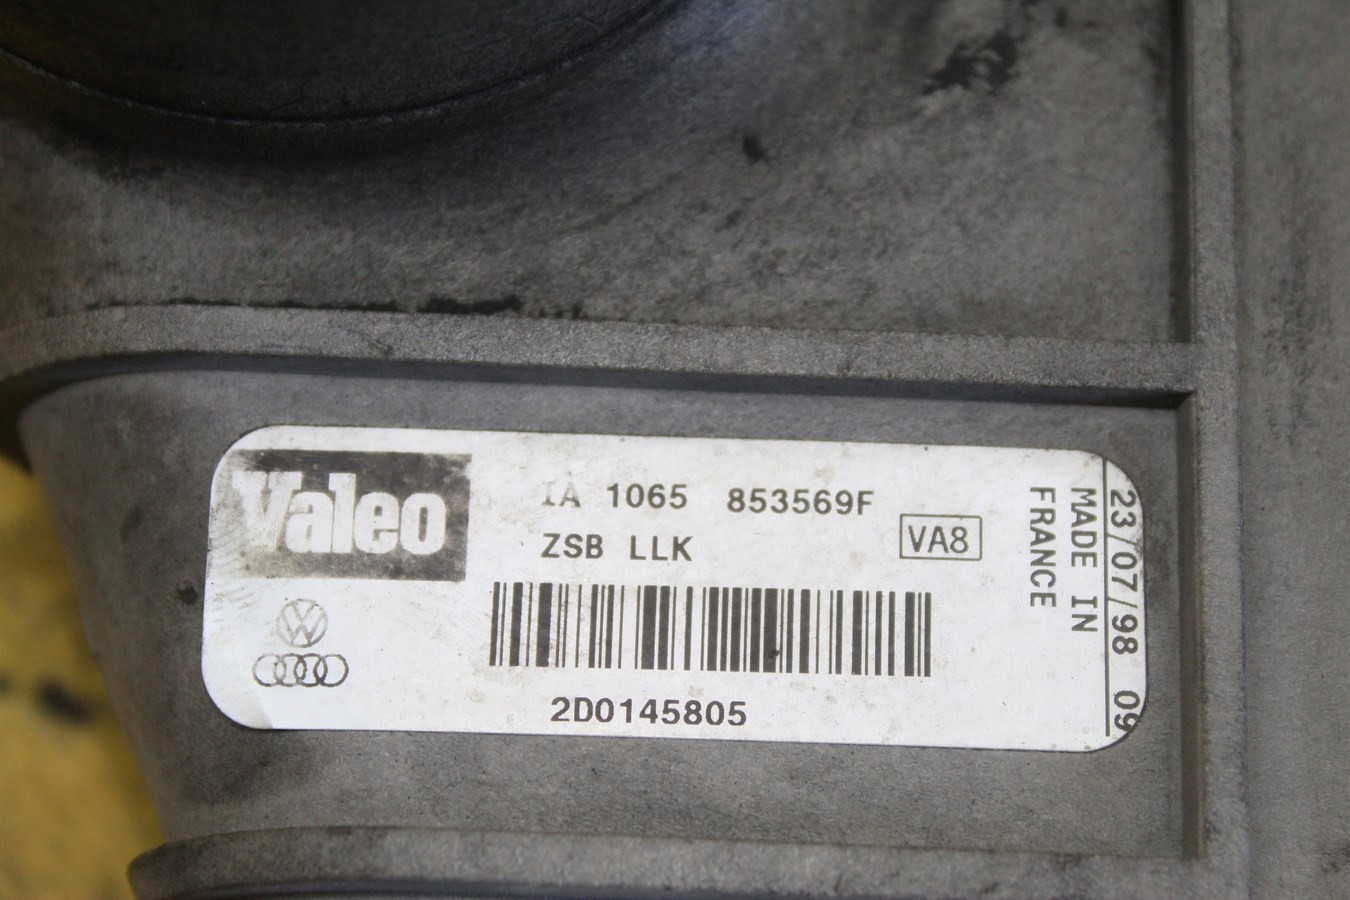 Valeo
IA 1065 853569F
ZSB LLK
VA8
2D0145805
MADE IN
FRANCE
23/07/98 09